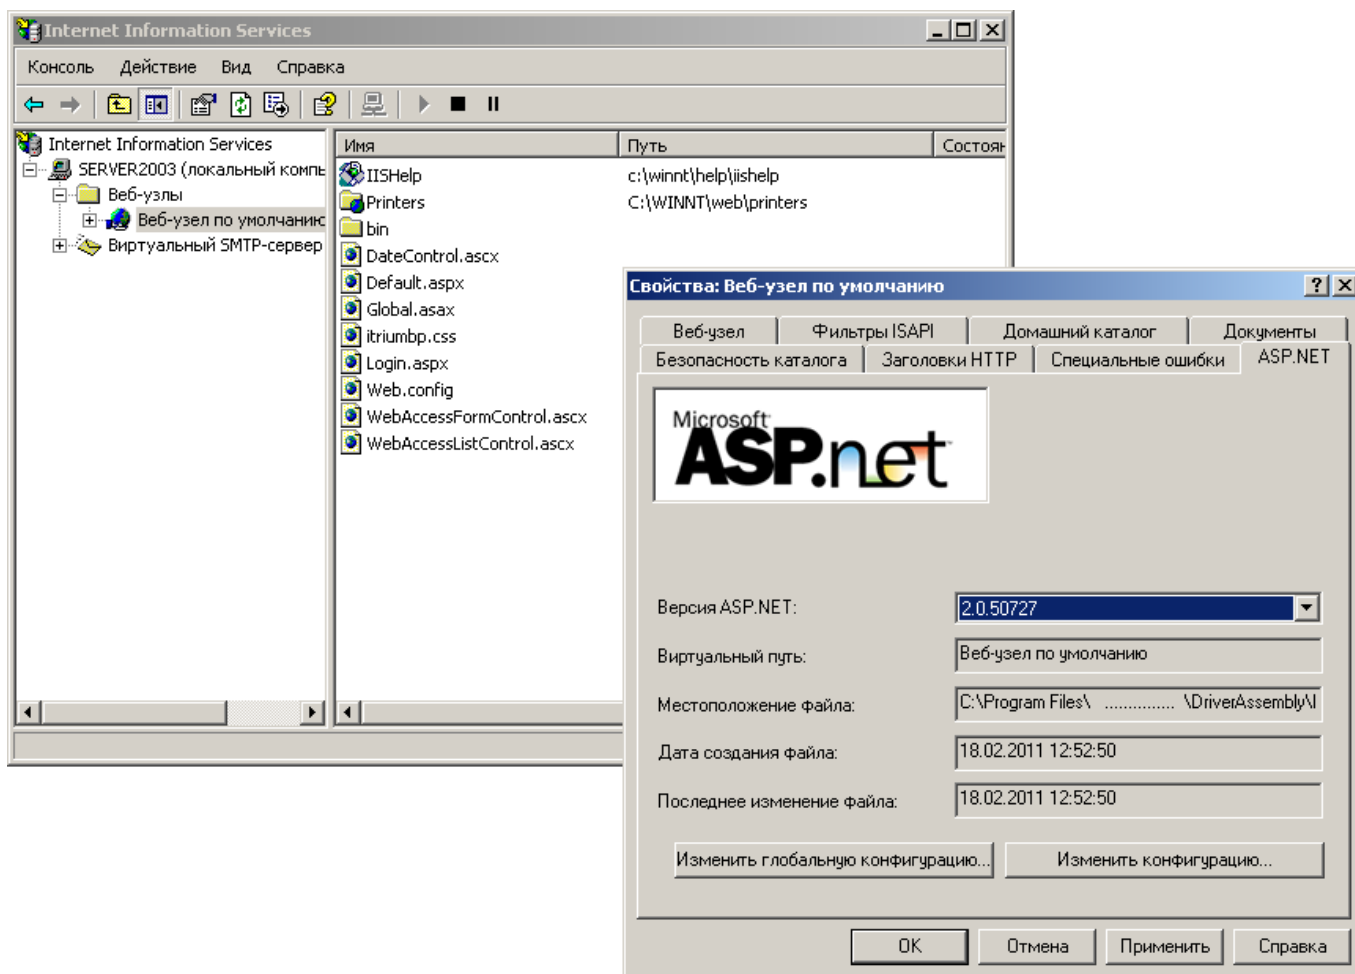 Internet Information Services
Консоль Действие Вид Справка
Internet Information Services
SERVER2003 (локальный компь
Веб-узлы
Веб-узел по умолчанию
Виртуальный SMTP-сервер
Имя Путь Состоян
IISHelp c:\winnt\help\iishelp
Printers C:\WINNT\web\printers
bin
DateControl.ascx
Default.aspx
Global.asax
itriumbp.css
Login.aspx
Web.config
WebAccessFormControl.ascx
WebAccessListControl.ascx
Свойства: Веб-узел по умолчанию
Веб-узел Фильтры ISAPI Домашний каталог Документы
Безопасность каталога Заголовки HTTP Специальные ошибки ASP.NET
Microsoft
ASP.net
Версия ASP.NET: 2.0.50727
Виртуальный путь: Веб-узел по умолчанию
Местоположение файла: C:\Program Files\ ............... \DriverAssembly\I
Дата создания файла: 18.02.2011 12:52:50
Последнее изменение файла: 18.02.2011 12:52:50
Изменить глобальную конфигурацию... Изменить конфигурацию...
OK Отмена Применить Справка